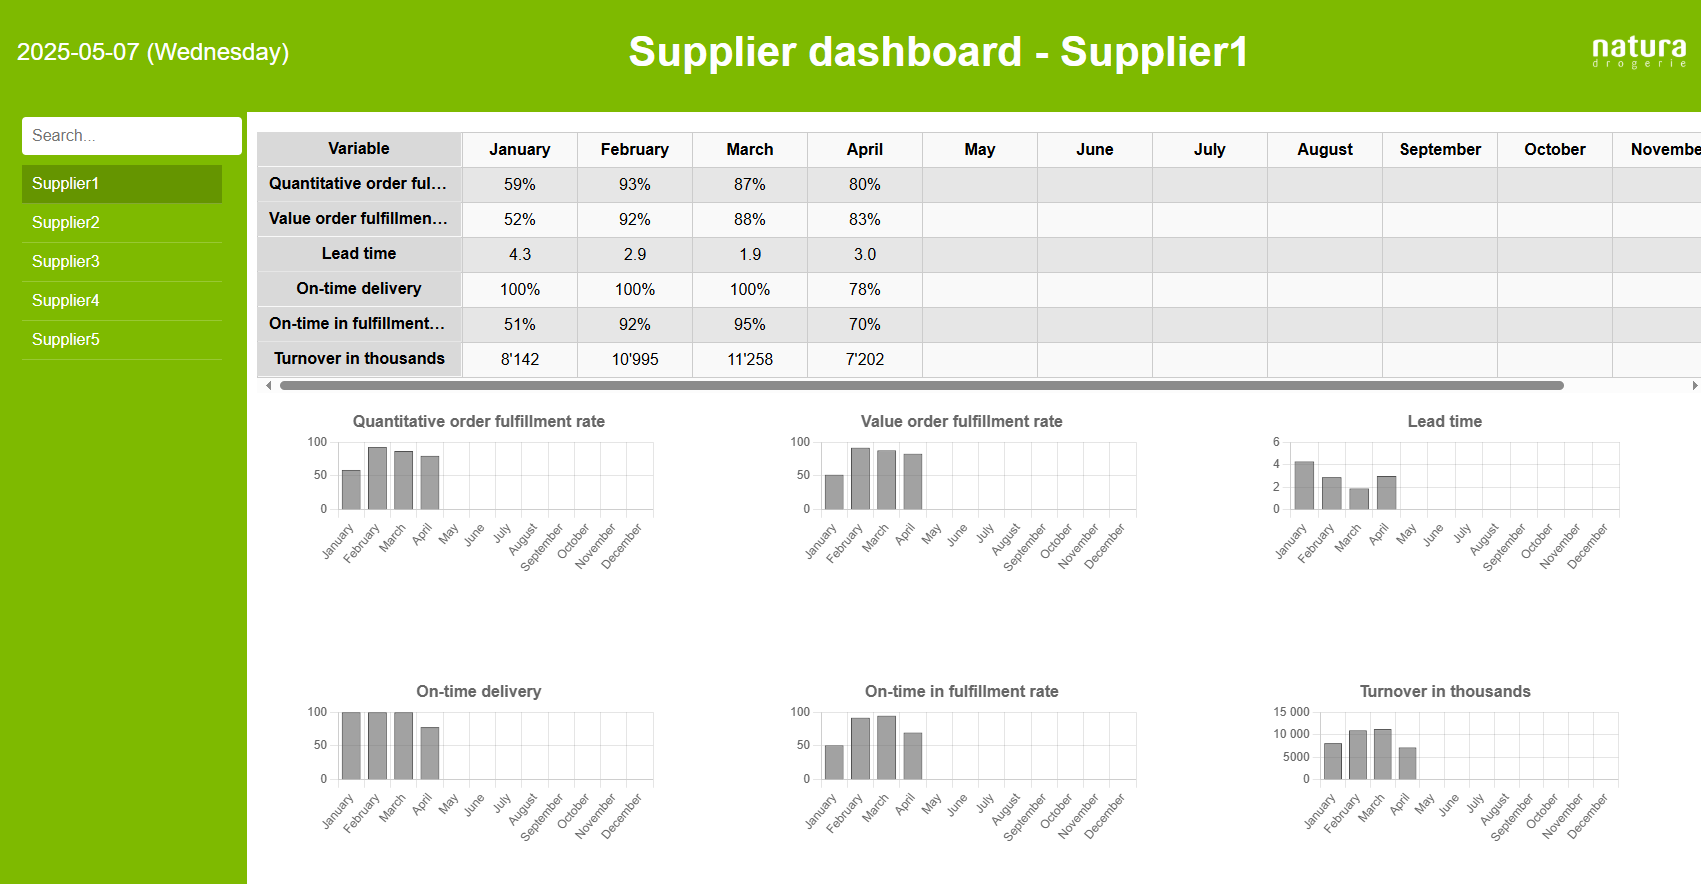 2025-05-07 (Wednesday)
Supplier dashboard - Supplier1
natura
drogerie
Search...
Supplier1
Supplier2
Supplier3
Supplier4
Supplier5
Variable January February March April May June July August September October Novembe
Quantitative order ful... 59% 93% 87% 80%
Value order fulfillmen... 52% 92% 88% 83%
Lead time 4.3 2.9 1.9 3.0
On-time delivery 100% 100% 100% 78%
On-time in fulfillment... 51% 92% 95% 70%
Turnover in thousands 8'142 10'995 11'258 7'202
Quantitative order fulfillment rate
100
50
0
January February March April May June July August September October November December
Value order fulfillment rate
100
50
0
January February March April May June July August September October November December
Lead time
6
4
2
0
January February March April May June July August September October November December
On-time delivery
100
50
0
January February March April May June July August September October November December
On-time in fulfillment rate
100
50
0
January February March April May June July August September October November December
Turnover in thousands
15 000
10 000
5000
0
January February March April May June July August September October November December